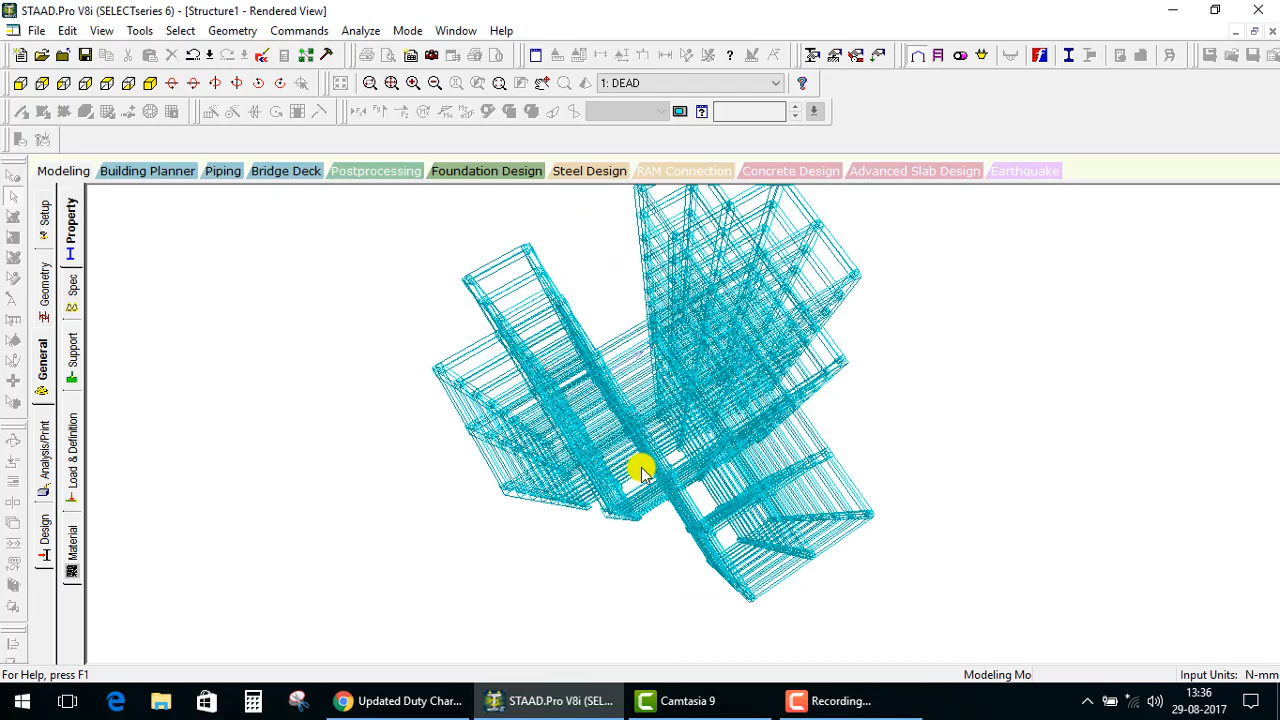 STAAD.Pro V8i (SELECTseries 6) - [Structure1 - Rendered View]
File Edit View Tools Select Geometry Commands Analyze Mode Window Help
1: DEAD
Modeling Building Planner Piping Bridge Deck Postprocessing Foundation Design Steel Design RAM Connection Concrete Design Advanced Slab Design Earthquake
Setup
Geometry
General
Analysis/Print
Design
Property
Spec
Support
Load & Definition
Material
For Help, press F1
Modeling Mo
Input Units: N-mm
Updated Duty Char...
STAAD.Pro V8i (SEL...
Camtasia 9
Recording...
13:36
29-08-2017